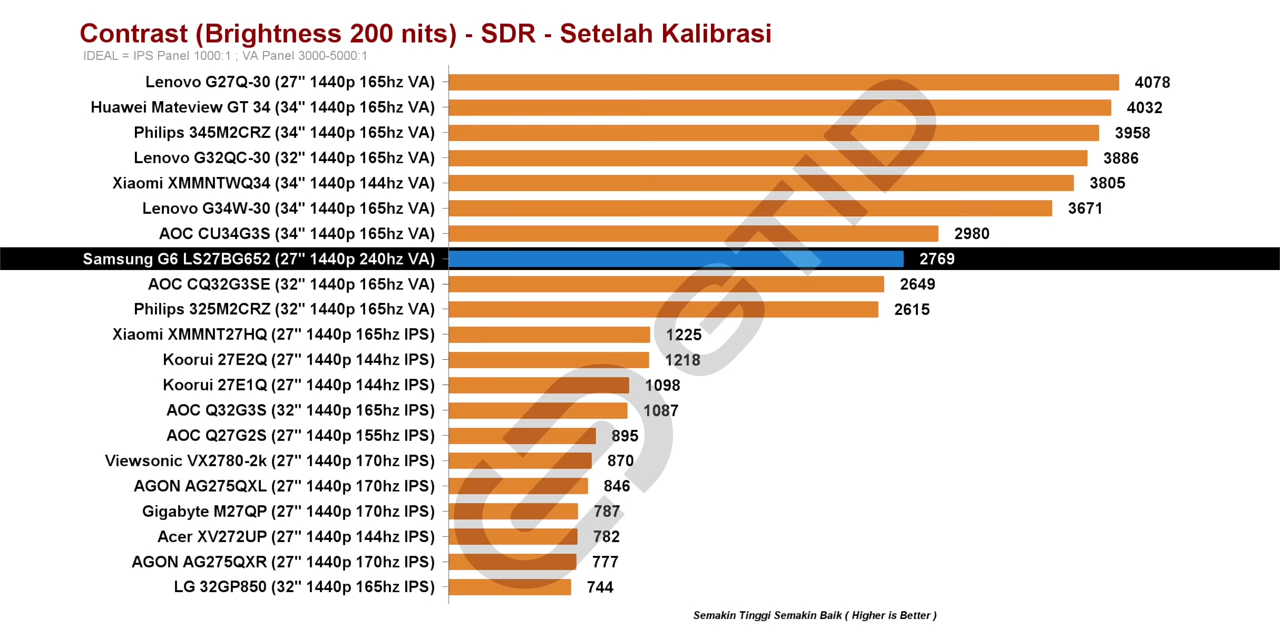 Contrast (Brightness 200 nits) - SDR - Setelah Kalibrasi
IDEAL = IPS Panel 1000:1 ; VA Panel 3000-5000:1
Lenovo G27Q-30 (27" 1440p 165hz VA) 4078
Huawei Mateview GT 34 (34" 1440p 165hz VA) 4032
Philips 345M2CRZ (34" 1440p 165hz VA) 3958
Lenovo G32QC-30 (32" 1440p 165hz VA) 3886
Xiaomi XMMNTWQ34 (34" 1440p 144hz VA) 3805
Lenovo G34W-30 (34" 1440p 165hz VA) 3671
AOC CU34G3S (34" 1440p 165hz VA) 2980
Samsung G6 LS27BG652 (27" 1440p 240hz VA) 2769
AOC CQ32G3SE (32" 1440p 165hz VA) 2649
Philips 325M2CRZ (32" 1440p 165hz VA) 2615
Xiaomi XMMNT27HQ (27" 1440p 165hz IPS) 1225
Koorui 27E2Q (27" 1440p 144hz IPS) 1218
Koorui 27E1Q (27" 1440p 144hz IPS) 1098
AOC Q32G3S (32" 1440p 165hz IPS) 1087
AOC Q27G2S (27" 1440p 155hz IPS) 895
Viewsonic VX2780-2k (27" 1440p 170hz IPS) 870
AGON AG275QXL (27" 1440p 170hz IPS) 846
Gigabyte M27QP (27" 1440p 170hz IPS) 787
Acer XV272UP (27" 1440p 144hz IPS) 782
AGON AG275QXR (27" 1440p 170hz IPS) 777
LG 32GP850 (32" 1440p 165hz IPS) 744
GTID
Semakin Tinggi Semakin Baik ( Higher is Better )